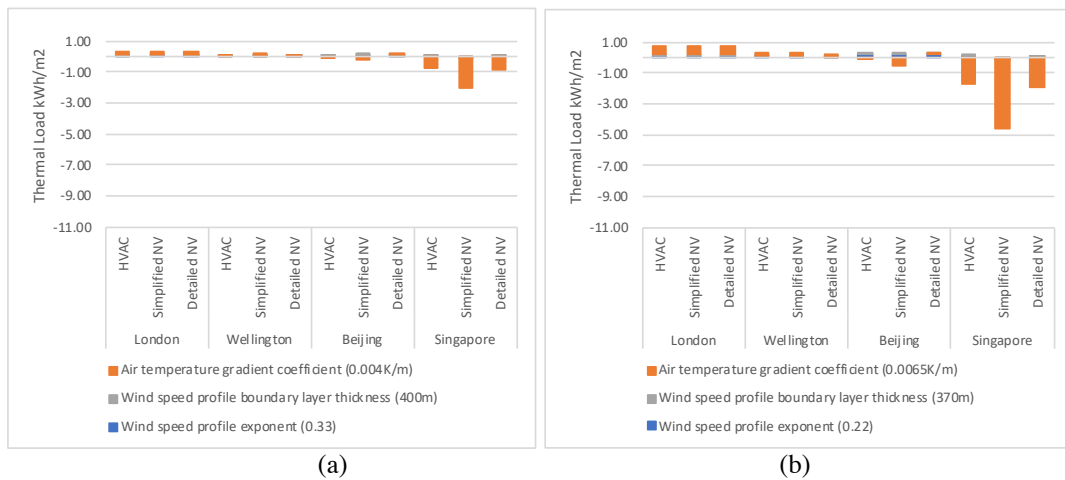 Thermal Load kWh/m2
1.00
-1.00
-3.00
-5.00
-7.00
-9.00
-11.00
HVAC
Simplified NV
Detailed NV
HVAC
Simplified NV
Detailed NV
HVAC
Simplified NV
Detailed NV
HVAC
Simplified NV
Detailed NV
London Wellington Beijing Singapore
Air temperature gradient coefficient (0.004K/m)
Wind speed profile boundary layer thickness (400m)
Wind speed profile exponent (0.33)
(a)
Thermal Load kWh/m2
1.00
-1.00
-3.00
-5.00
-7.00
-9.00
-11.00
HVAC
Simplified NV
Detailed NV
HVAC
Simplified NV
Detailed NV
HVAC
Simplified NV
Detailed NV
HVAC
Simplified NV
Detailed NV
London Wellington Beijing Singapore
Air temperature gradient coefficient (0.0065K/m)
Wind speed profile boundary layer thickness (370m)
Wind speed profile exponent (0.22)
(b)